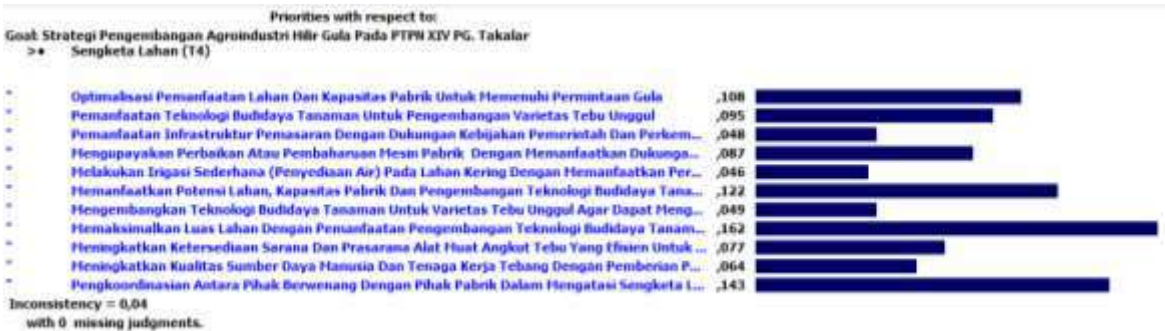 Priorities with respect to:
Goal: Strategi Pengembangan Agroindustri Hilir Gula Pada PTPN XIV PG. Takalar
>• Sengketa Lahan (T4)
Optimalisasi Pemanfaatan Lahan Dan Kapasitas Pabrik Untuk Memenuhi Permintaan Gula ,108
Pemanfaatan Teknologi Budidaya Tanaman Untuk Pengembangan Varietas Tebu Unggul ,095
Pemanfaatan Infrastruktur Pemasaran Dengan Dukungan Kebijakan Pemerintah Dan Perkem... ,048
Mengupayakan Perbaikan Atau Pembaharuan Mesin Pabrik Dengan Memanfaatkan Dukunga... ,087
Melakukan Irigasi Sederhana (Penyediaan Air) Pada Lahan Kering Dengan Memanfaatkan Per... ,046
Memanfaatkan Potensi Lahan, Kapasitas Pabrik Dan Pengembangan Teknologi Budidaya Tana... ,122
Mengembangkan Teknologi Budidaya Tanaman Untuk Varietas Tebu Unggul Agar Dapat Meng... ,049
Memaksimalkan Luas Lahan Dengan Pemanfaatan Pengembangan Teknologi Budidaya Tanam... ,162
Meningkatkan Ketersediaan Sarana Dan Prasarana Alat Muat Angkut Tebu Yang Efisien Untuk ... ,077
Meningkatkan Kualitas Sumber Daya Manusia Dan Tenaga Kerja Tebang Dengan Pemberian P... ,064
Pengkoordinasian Antara Pihak Berwenang Dengan Pihak Pabrik Dalam Mengatasi Sengketa L... ,143
Inconsistency = 0,04
with 0 missing judgments.